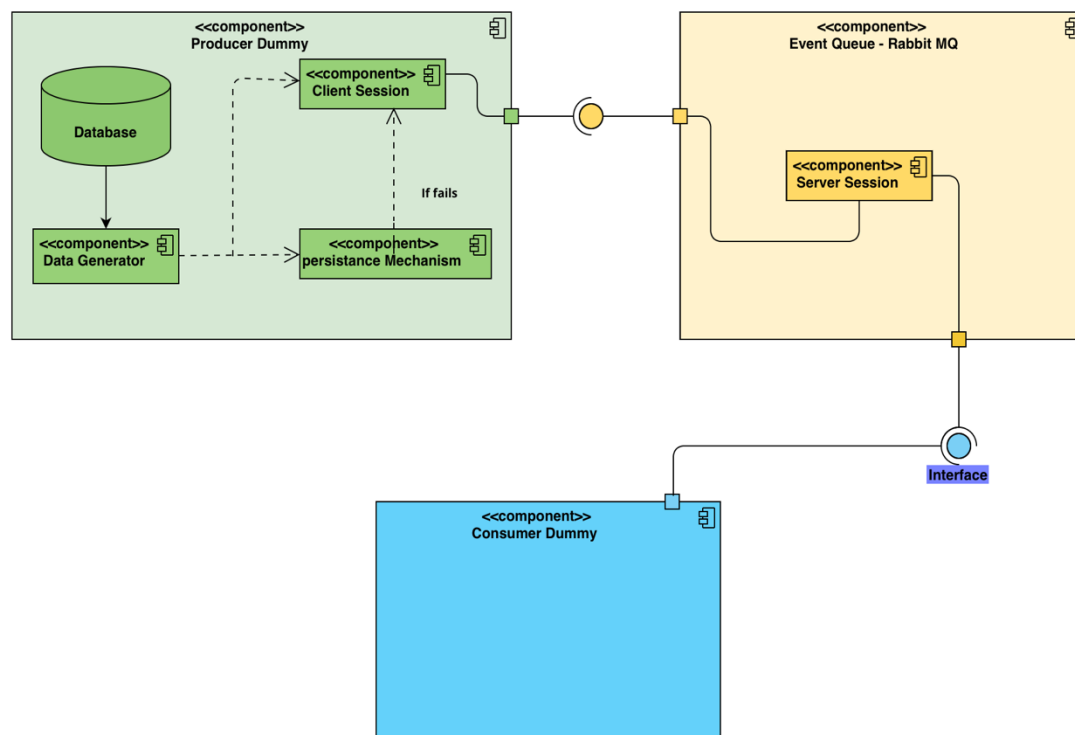 <<component>>
Producer Dummy
<<component>>
Client Session
Database
If fails
<<component>>
Data Generator
<<component>>
persistance Mechanism
<<component>>
Event Queue - Rabbit MQ
<<component>>
Server Session
Interface
<<component>>
Consumer Dummy